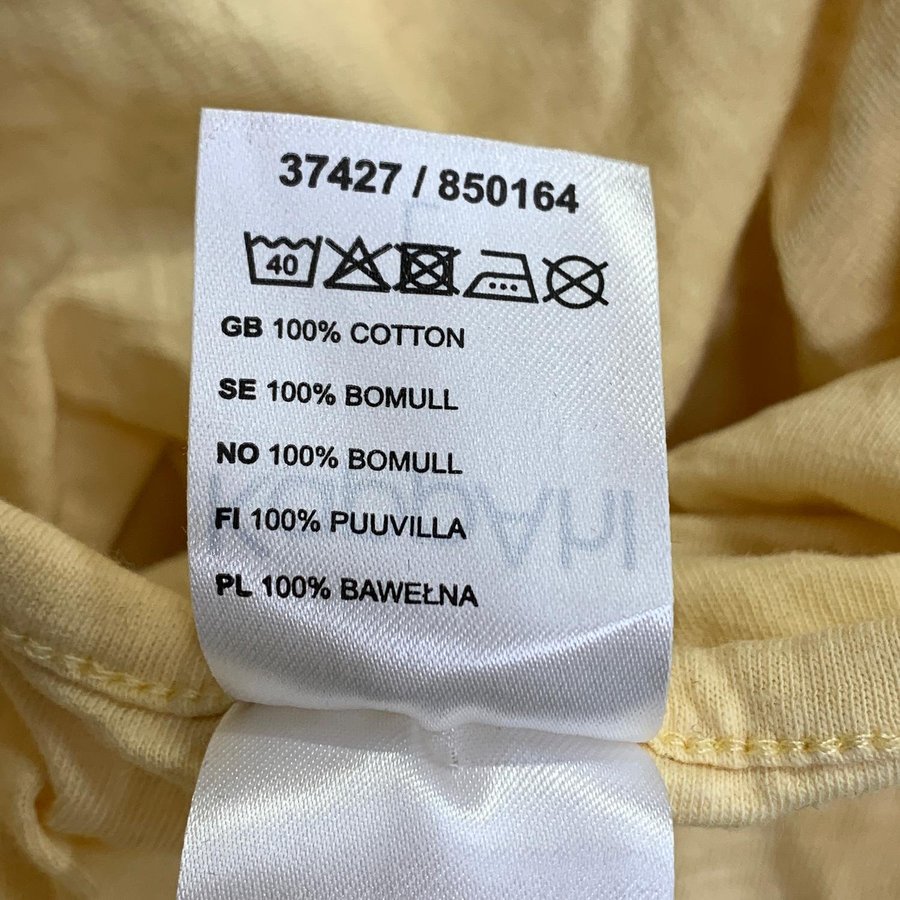 37427 / 850164
40
GB 100% COTTON
SE 100% BOMULL
NO 100% BOMULL
FI 100% PUUVILLA
PL 100% BAWEŁNA